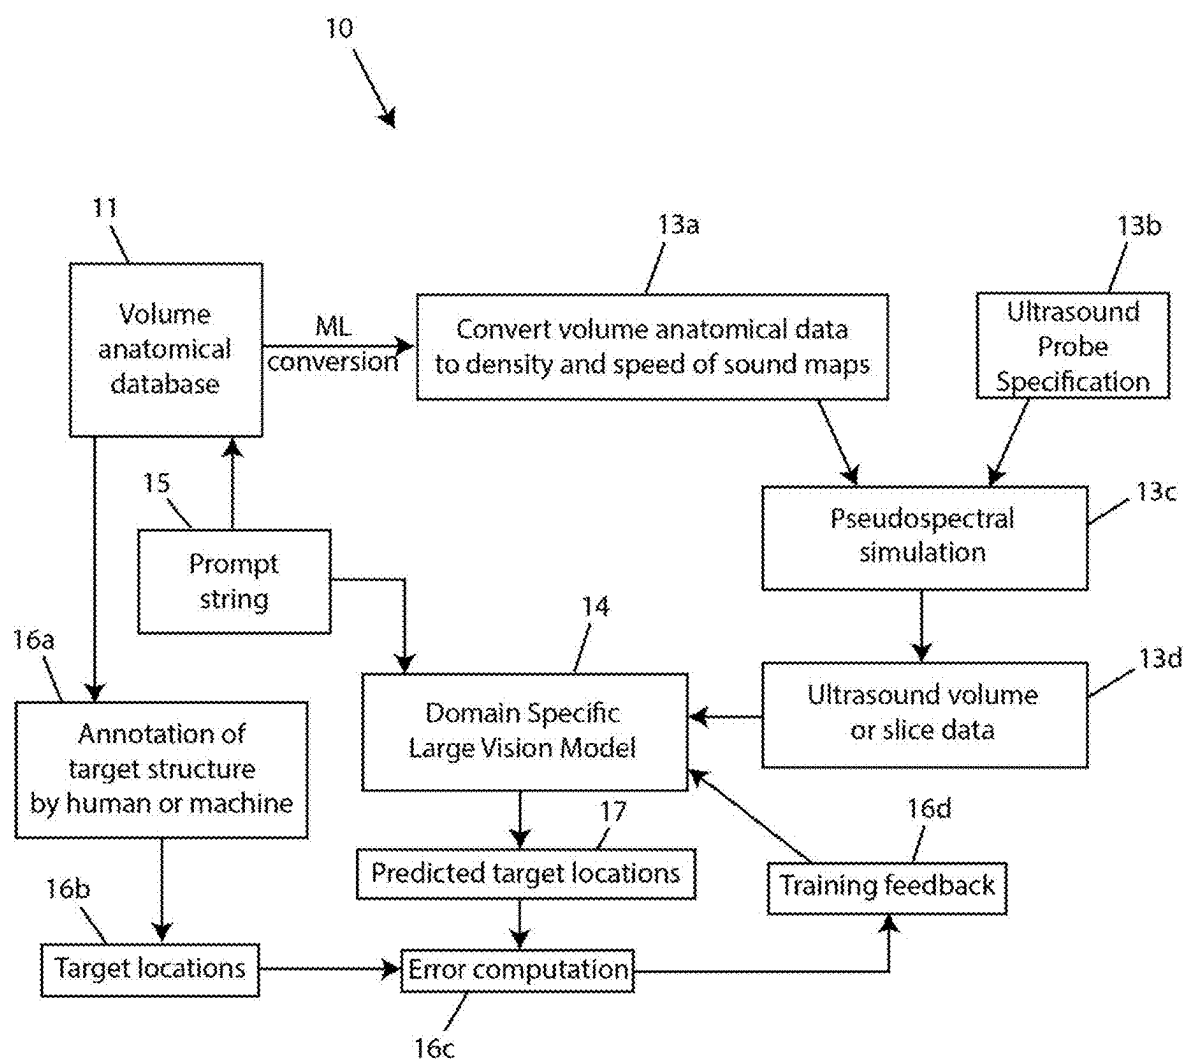 10
11
13a
13b
Volume
anatomical
database
ML
conversion
Convert volume anatomical data
to density and speed of sound maps
Ultrasound
Probe
Specification
15
Prompt
string
13c
Pseudospectral
simulation
16a
14
13d
Annotation of
target structure
by human or machine
Domain Specific
Large Vision Model
Ultrasound volume
or slice data
17
16d
Predicted target locations
Training feedback
16b
Target locations
Error computation
16c